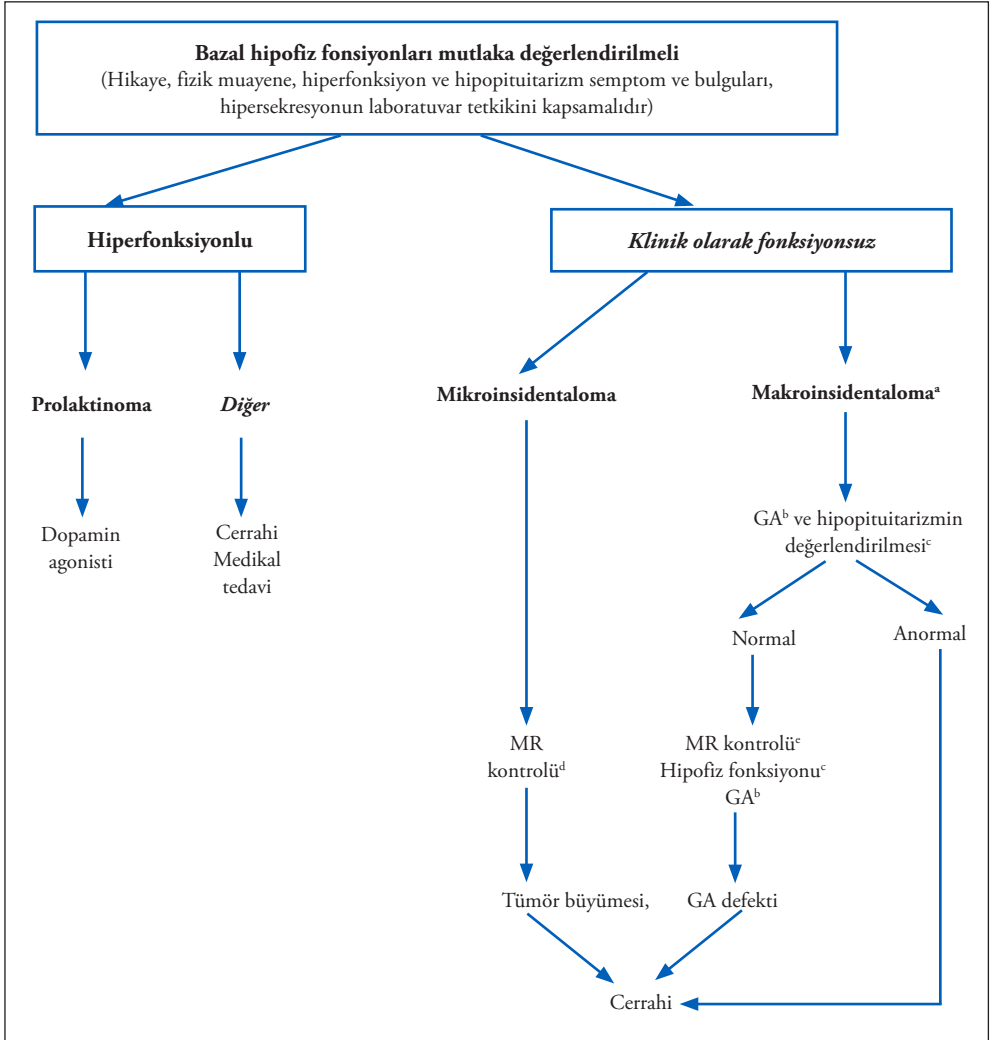 Bazal hipofiz fonsiyonları mutlaka değerlendirilmeli
(Hikaye, fizik muayene, hiperfonksiyon ve hipopituitarizm semptom ve bulguları,
hipersekresyonun laboratuvar tetkikini kapsamalıdır)
Hiperfonksiyonlu
Klinik olarak fonksiyonsuz
Prolaktinoma
Diğer
Mikroinsidentaloma
Makroinsidentalomaᵃ
Dopamin
agonisti
Cerrahi
Medikal
tedavi
GAᵇ ve hipopituitarizmin
değerlendirilmesiᶜ
Normal
Anormal
MR
kontrolüᵈ
MR kontrolüᵉ
Hipofiz fonksiyonuᶜ
GAᵇ
Tümör büyümesi,
GA defekti
Cerrahi